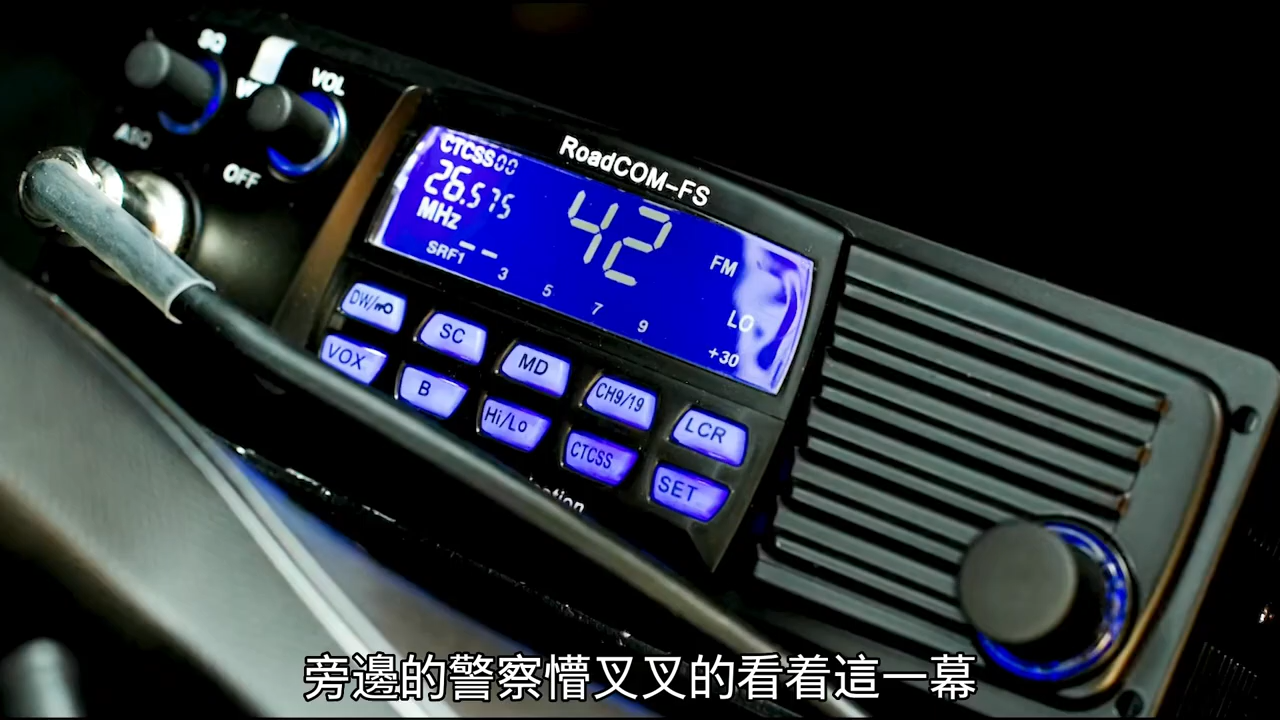 SQ
VOL
ASQ
OFF
RoadCOM-FS
CTCSS00
26.575
MHz
42
FM
SRF1
3 5 7 9
LO
+30
DW/
SC
MD
CH9/19
LCR
VOX
B
Hi/Lo
CTCSS
SET
旁邊的警察懵叉叉的看着這一幕